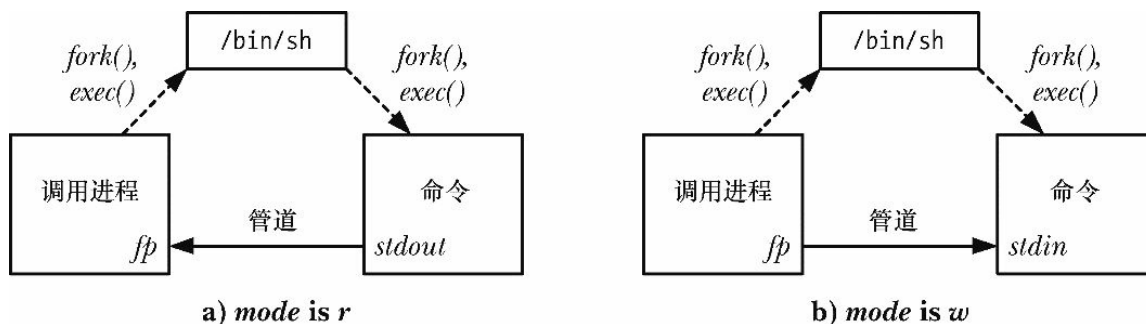 /bin/sh
fork(),
exec()
fork(),
exec()
调用进程
命令
管道
fp
stdout
a) mode is r
/bin/sh
fork(),
exec()
fork(),
exec()
调用进程
命令
管道
fp
stdin
b) mode is w